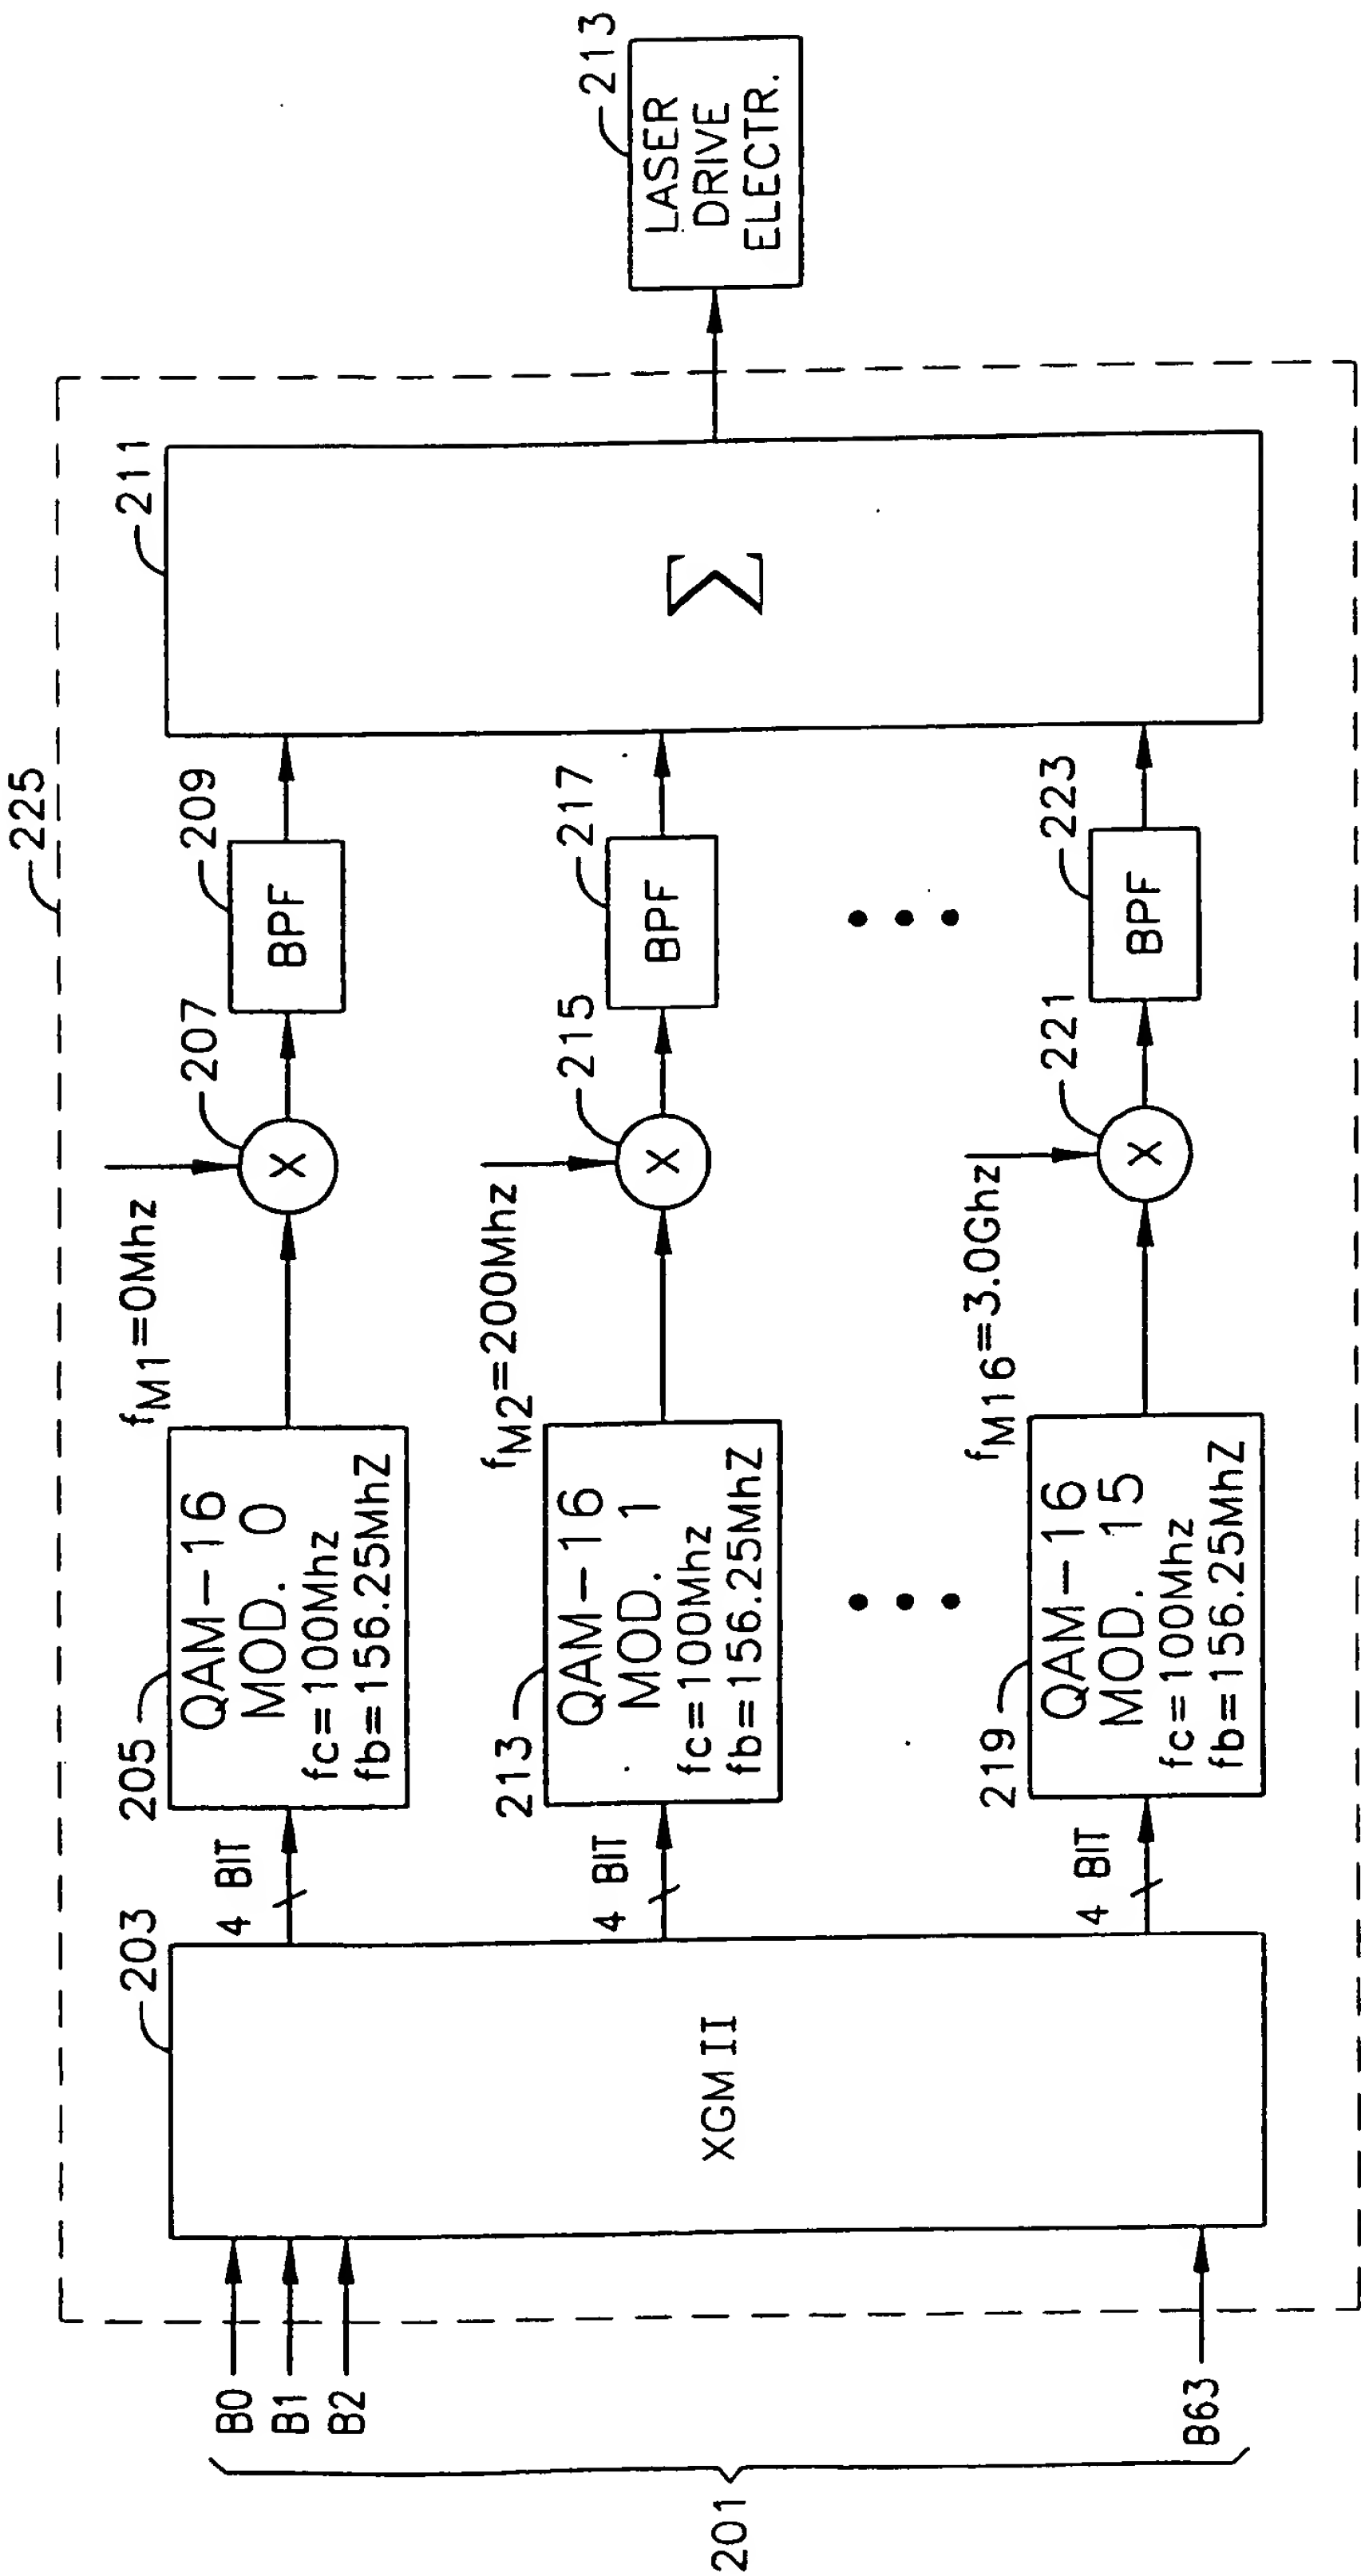 225
201
B0
B1
B2
B63
203
XGM II
4 BIT
4 BIT
4 BIT
205
QAM-16
MOD. 0
fc=100Mhz
fb=156.25MhZ
213
QAM-16
MOD. 1
fc=100Mhz
fb=156.25MhZ
219
QAM-16
MOD. 15
fc=100Mhz
fb=156.25MhZ
fM1=0Mhz
207
X
209
BPF
fM2=200Mhz
215
X
217
BPF
fM16=3.0Ghz
221
X
223
BPF
211
Σ
213
LASER
DRIVE
ELECTR.